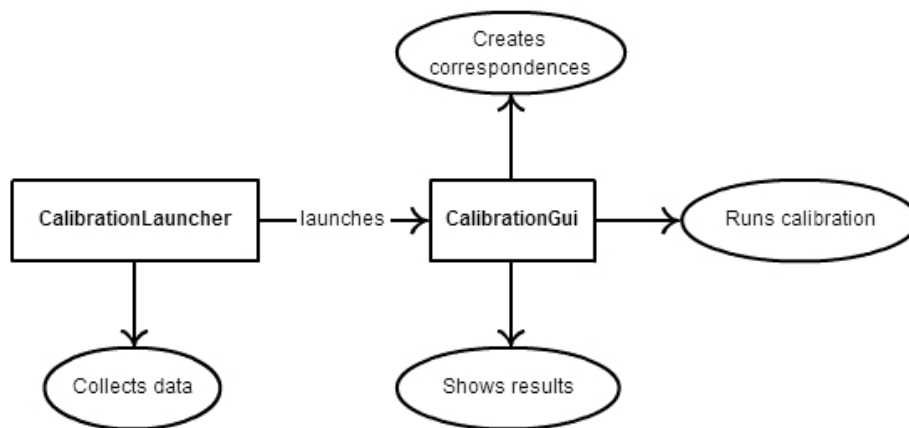 Creates
correspondences
CalibrationLauncher
launches
CalibrationGui
Runs calibration
Collects data
Shows results